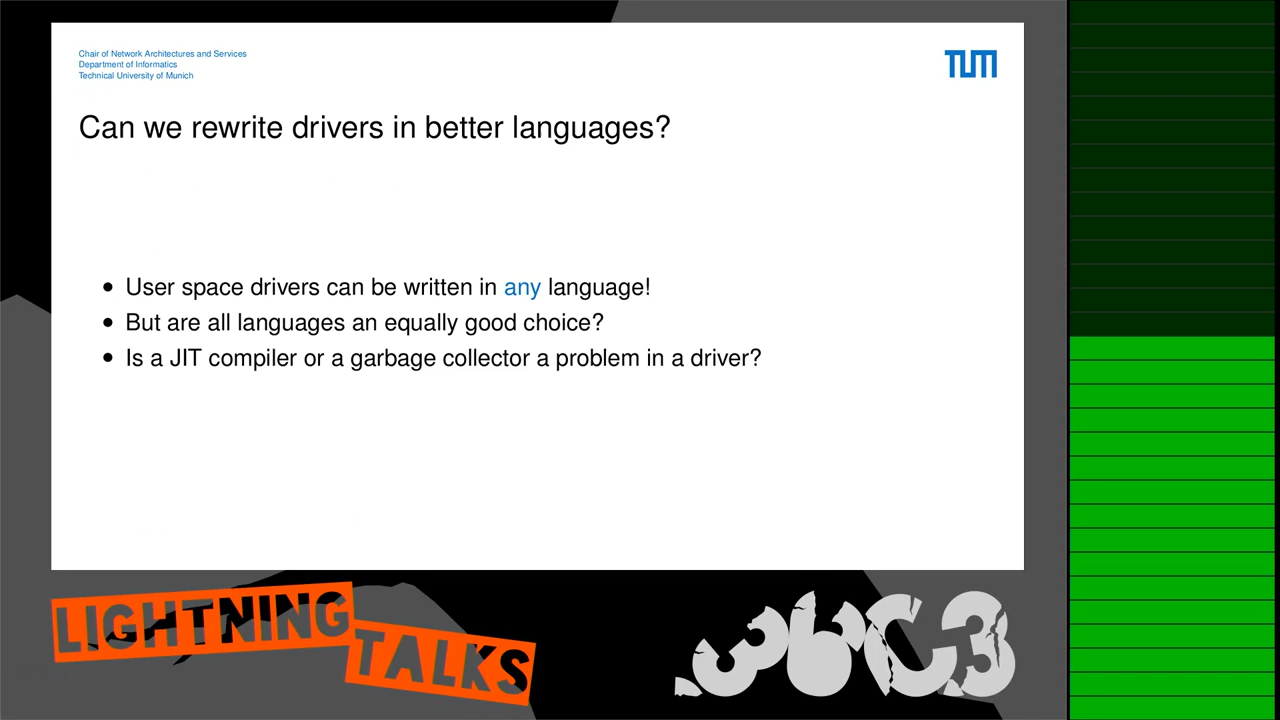 Chair of Network Architectures and Services
Department of Informatics
Technical University of Munich
TUM
Can we rewrite drivers in better languages?
• User space drivers can be written in any language!
• But are all languages an equally good choice?
• Is a JIT compiler or a garbage collector a problem in a driver?
LIGHTNING
TALKS
36C3